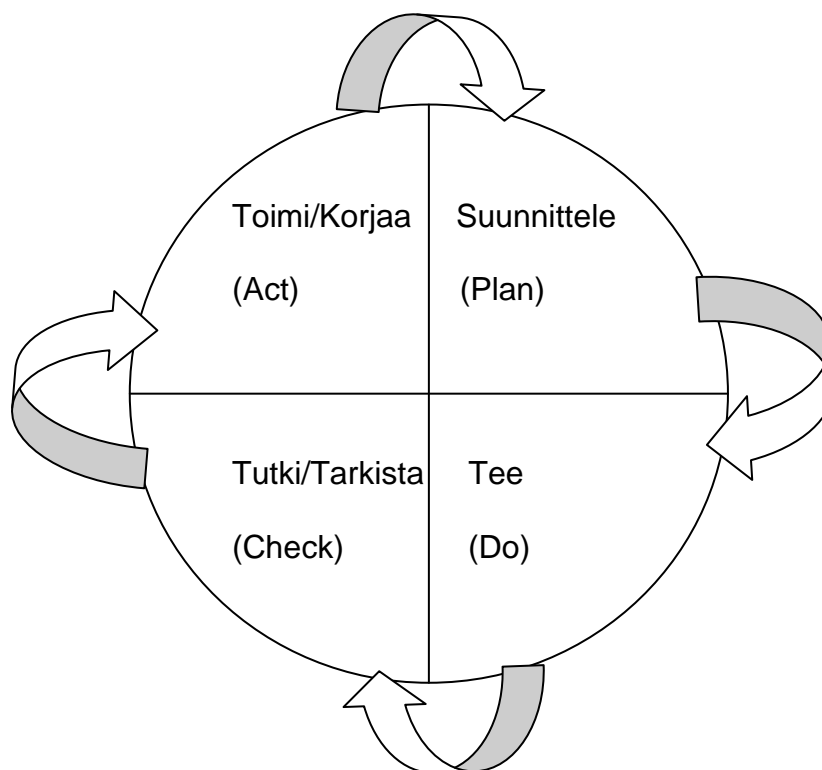 Toimi/Korjaa
(Act)
Suunnittele
(Plan)
Tutki/Tarkista
(Check)
Tee
(Do)